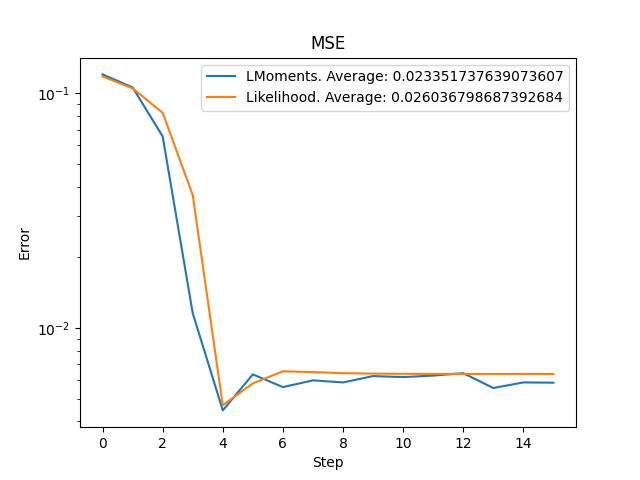 MSE
LMoments. Average: 0.023351737639073607
Likelihood. Average: 0.026036798687392684
10⁻¹
10⁻²
Error
0 2 4 6 8 10 12 14
Step